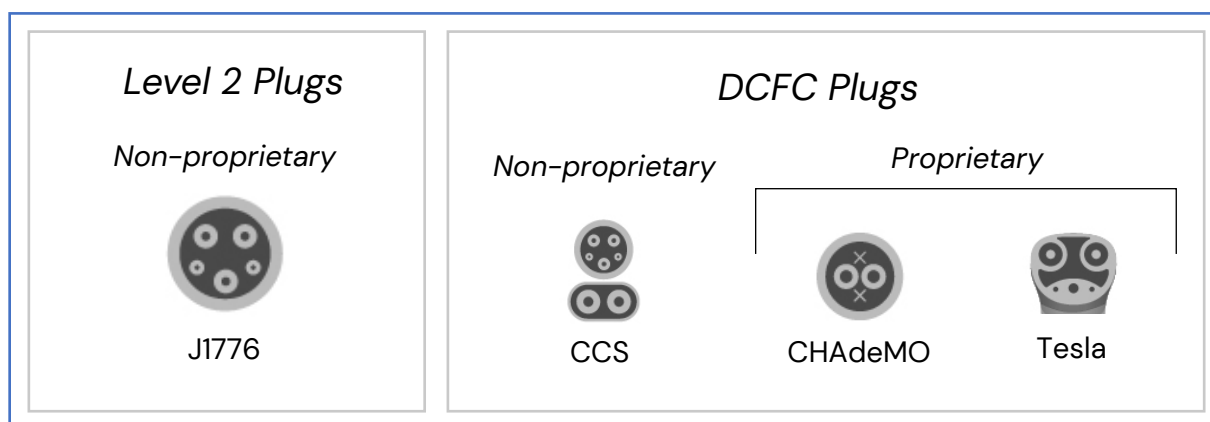 Level 2 Plugs
Non-proprietary
J1776
DCFC Plugs
Non-proprietary
Proprietary
CCS
CHAdeMO
Tesla